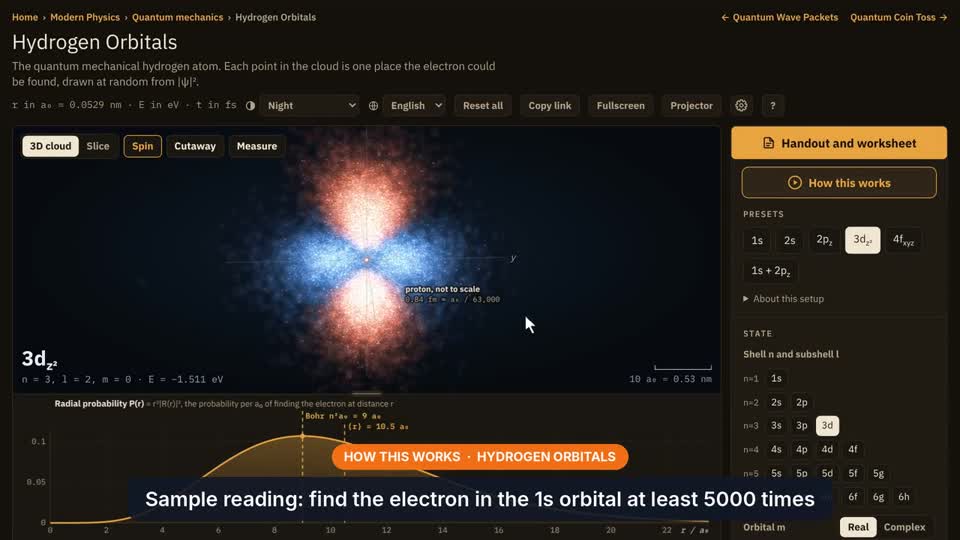 Home › Modern Physics › Quantum mechanics › Hydrogen Orbitals
← Quantum Wave Packets Quantum Coin Toss →
Hydrogen Orbitals
The quantum mechanical hydrogen atom. Each point in the cloud is one place the electron could
be found, drawn at random from |ψ|².
r in a₀ = 0.0529 nm · E in eV · t in fs
Night
English
Reset all
Copy link
Fullscreen
Projector
?
3D cloud
Slice
Spin
Cutaway
Measure
y
proton, not to scale
0.84 fm = a₀ / 63,000
3d_z²
n = 3, l = 2, m = 0 · E = −1.511 eV
10 a₀ = 0.53 nm
Radial probability P(r) = r²|R(r)|², the probability per a₀ of finding the electron at distance r
Bohr n²a₀ = 9 a₀
⟨r⟩ = 10.5 a₀
0.1
0.05
0
0 2 4 6 8 10 12 14 16 18 20 22 r / a₀
Handout and worksheet
How this works
PRESETS
1s 2s 2p_z 3d_z² 4f_xyz
1s + 2p_z
▸ About this setup
STATE
Shell n and subshell l
n=1 1s
n=2 2s 2p
n=3 3s 3p 3d
n=4 4s 4p 4d 4f
n=5 5s 5p 5d 5f 5g
6f 6g 6h
Orbital m Real Complex
HOW THIS WORKS · HYDROGEN ORBITALS
Sample reading: find the electron in the 1s orbital at least 5000 times